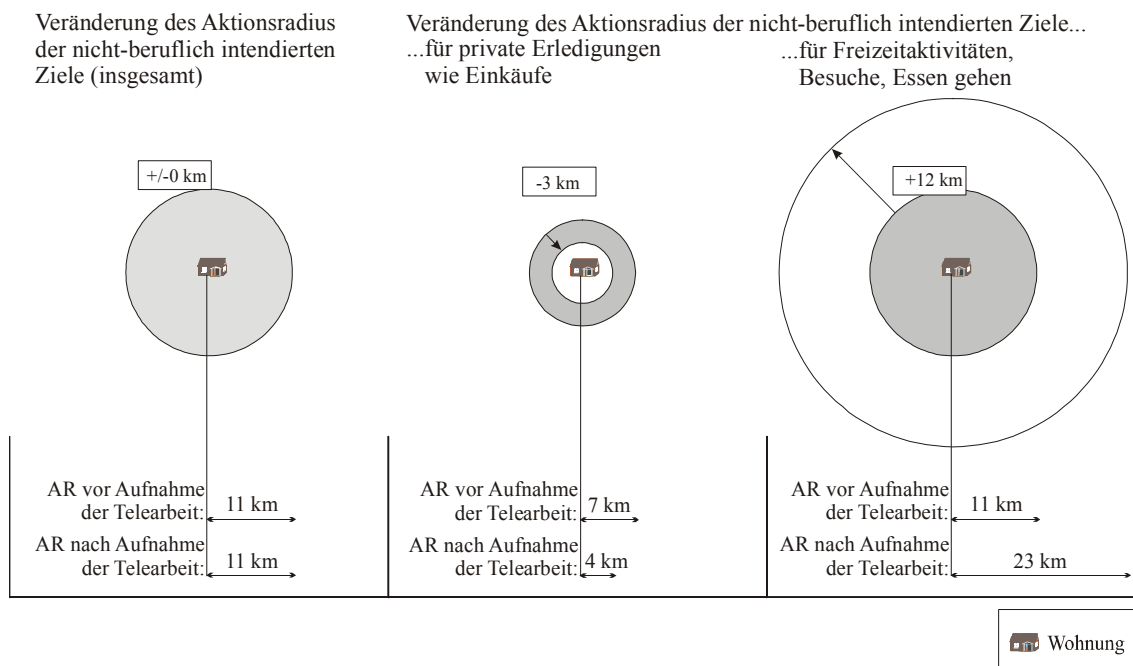 Veränderung des Aktionsradius
der nicht-beruflich intendierten
Ziele (insgesamt)
Veränderung des Aktionsradius der nicht-beruflich intendierten Ziele...
...für private Erledigungen
wie Einkäufe
...für Freizeitaktivitäten,
Besuche, Essen gehen
+/-0 km
-3 km
+12 km
AR vor Aufnahme
der Telearbeit:
11 km
AR nach Aufnahme
der Telearbeit:
11 km
AR vor Aufnahme
der Telearbeit:
7 km
AR nach Aufnahme
der Telearbeit:
4 km
AR vor Aufnahme
der Telearbeit:
11 km
AR nach Aufnahme
der Telearbeit:
23 km
Wohnung